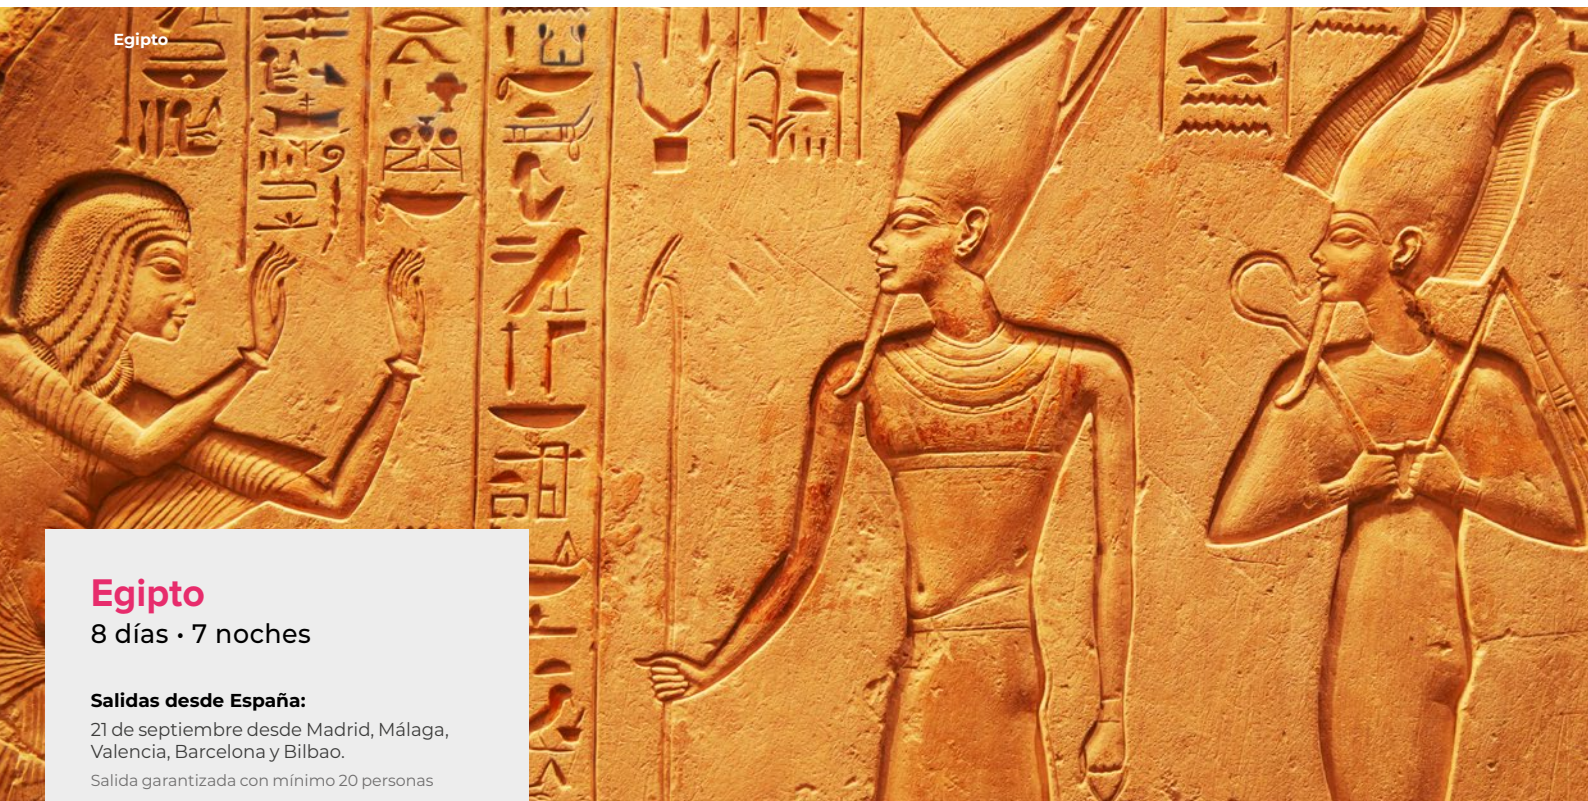 Egipto
Egipto
8 días • 7 noches
Salidas desde España:
21 de septiembre desde Madrid, Málaga,
Valencia, Barcelona y Bilbao.
Salida garantizada con mínimo 20 personas